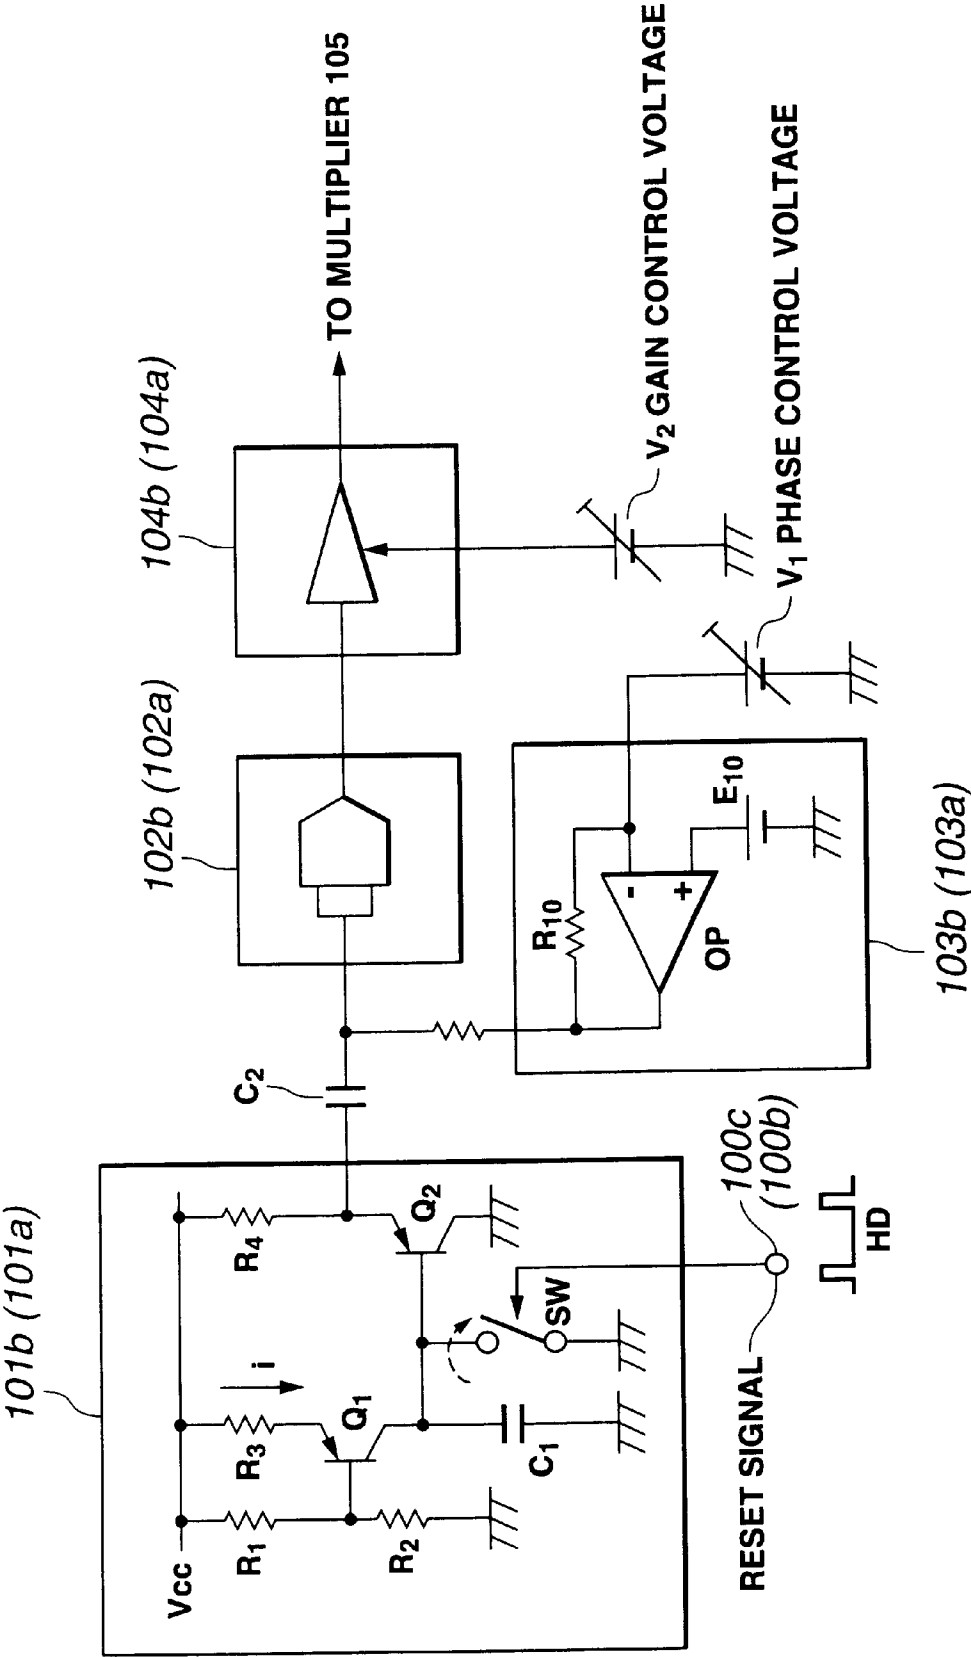 101b (101a)
Vcc
R1
R2
R3
i
Q1
C1
R4
Q2
SW
RESET SIGNAL
100c
(100b)
HD
C2
102b (102a)
104b (104a)
TO MULTIPLIER 105
V2 GAIN CONTROL VOLTAGE
V1 PHASE CONTROL VOLTAGE
R10
-
+
OP
E10
103b (103a)